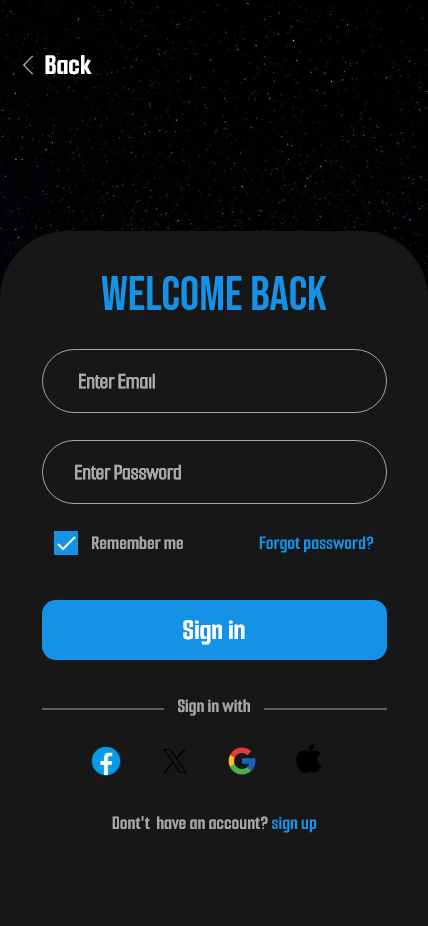 Back
WELCOME BACK
Enter Email
Enter Password
Remember me
Forgot password?
Sign in
Sign in with
Dont't have an account? sign up